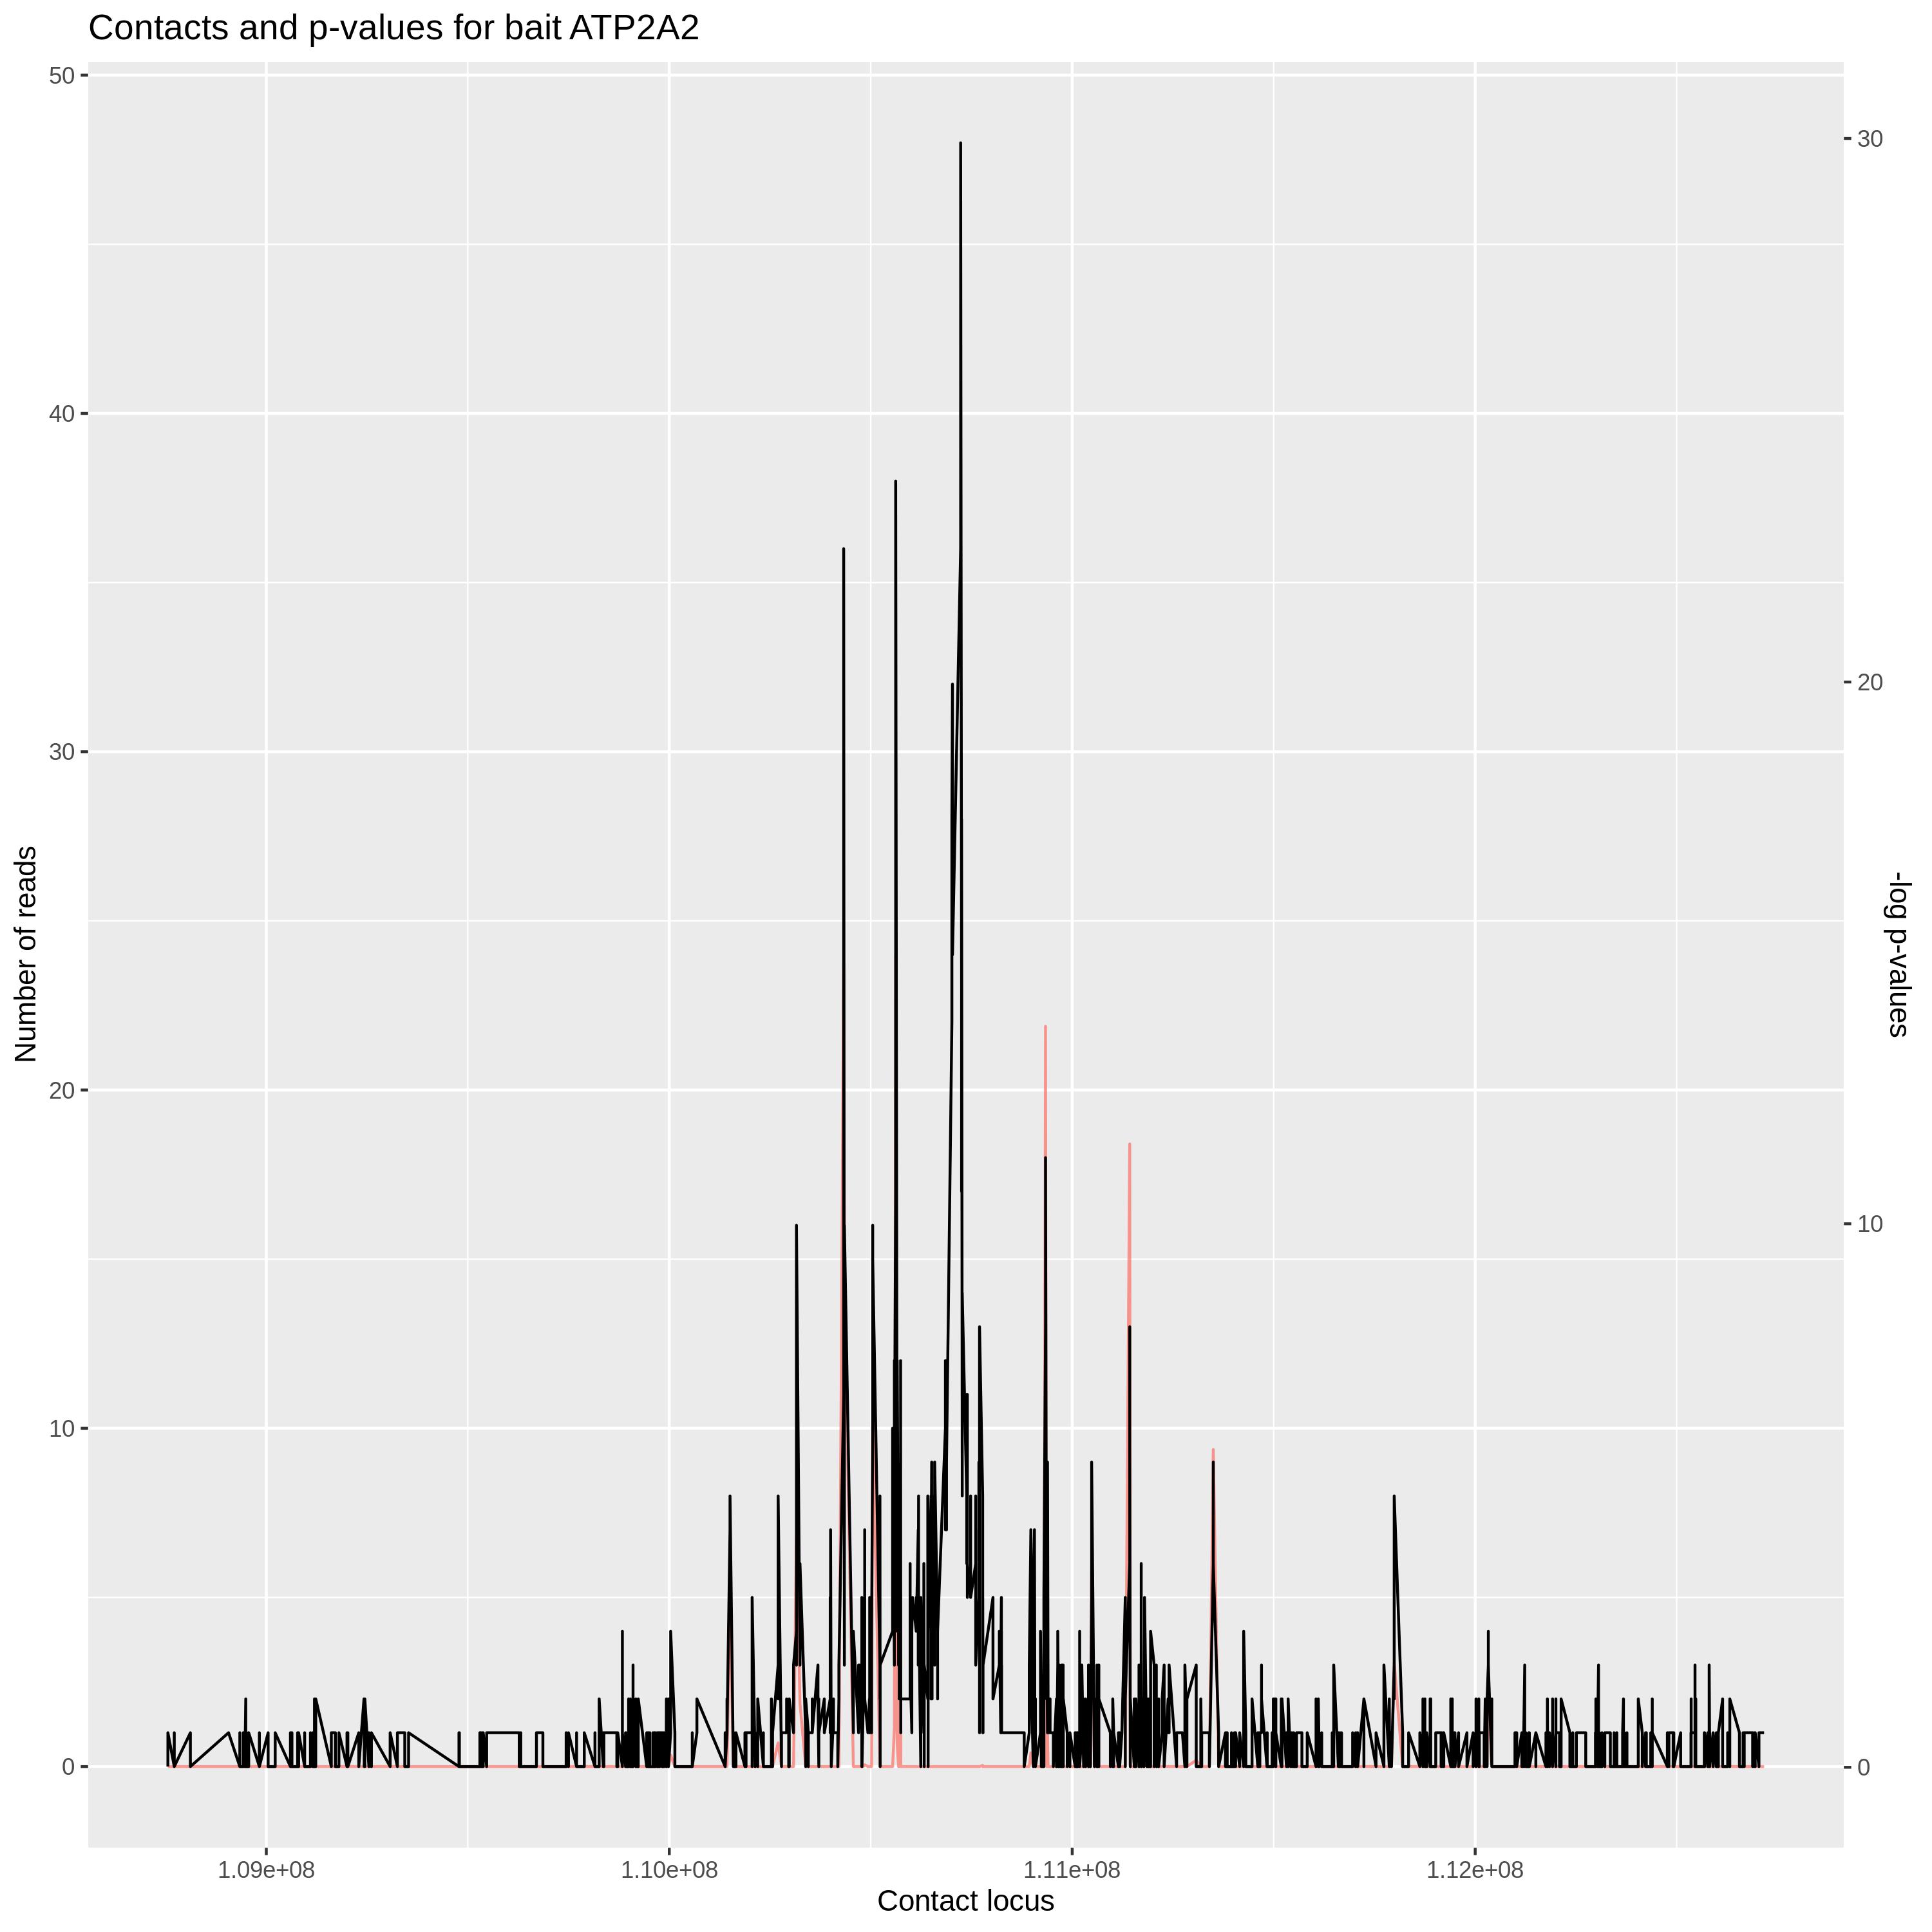 Contacts and p-values for bait ATP2A2
50
40
30
20
10
0
Number of reads
30
20
10
0
-log p-values
1.09e+08 1.10e+08 1.11e+08 1.12e+08
Contact locus